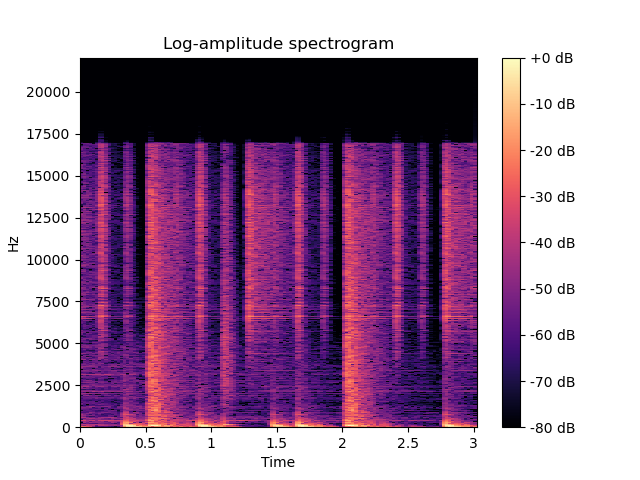 Log-amplitude spectrogram
Hz
20000
17500
15000
12500
10000
7500
5000
2500
0
0 0.5 1 1.5 2 2.5 3
Time
+0 dB
-10 dB
-20 dB
-30 dB
-40 dB
-50 dB
-60 dB
-70 dB
-80 dB